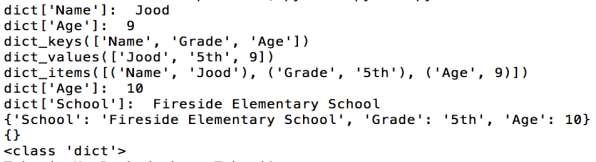 dict['Name']:  Jood
dict['Age']:  9
dict_keys(['Name', 'Grade', 'Age'])
dict_values(['Jood', '5th', 9])
dict_items([('Name', 'Jood'), ('Grade', '5th'), ('Age', 9)])
dict['Age']:  10
dict['School']:  Fireside Elementary School
{'School': 'Fireside Elementary School', 'Grade': '5th', 'Age': 10}
{}
<class 'dict'>